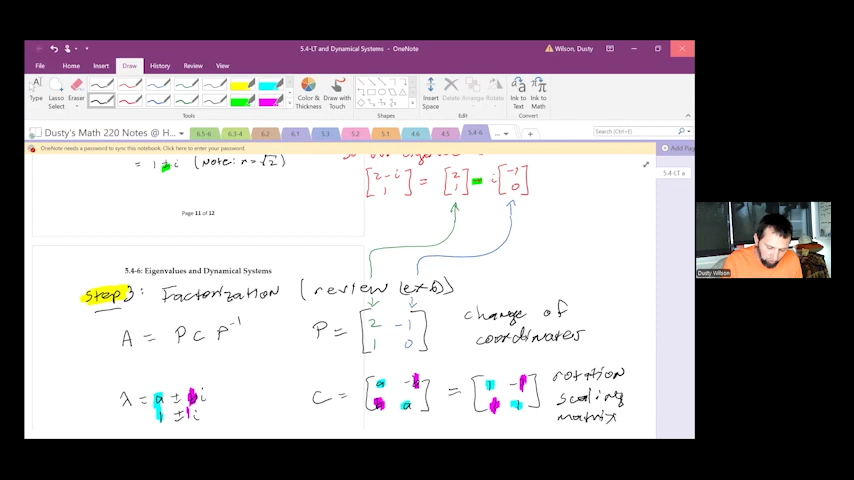 5.4-LT and Dynamical Systems - OneNote
Wilson, Dusty
File Home Insert Draw History Review View
Type Lasso Select Eraser Color & Thickness Draw with Touch Insert Space Delete Arrange Rotate Ink to Text Ink to Math
Tools Shapes Edit Convert
Dusty's Math 220 Notes @ H... 6.5-6 6.3-4 6.2 6.1 5.3 5.2 5.1 4.6 4.5 5.4-6 ... Search (Ctrl+E)
OneNote needs a password to sync this notebook. Click here to enter your password.
Add Pag
5.4-LT a
= 1 ± i (Note: r = √2)
[2-i 1] = [2 1] - i [-1 0]
Page 11 of 12
5.4-6: Eigenvalues and Dynamical Systems
Step 3: Factorization (review ex 6)
A = P C P⁻¹ P = [2 -1 1 0] change of coordinates
λ = a ± bi C = [a -b b a] = [1 -1 1 1] rotation scaling matrix
1 ± 1i
Dusty Wilson